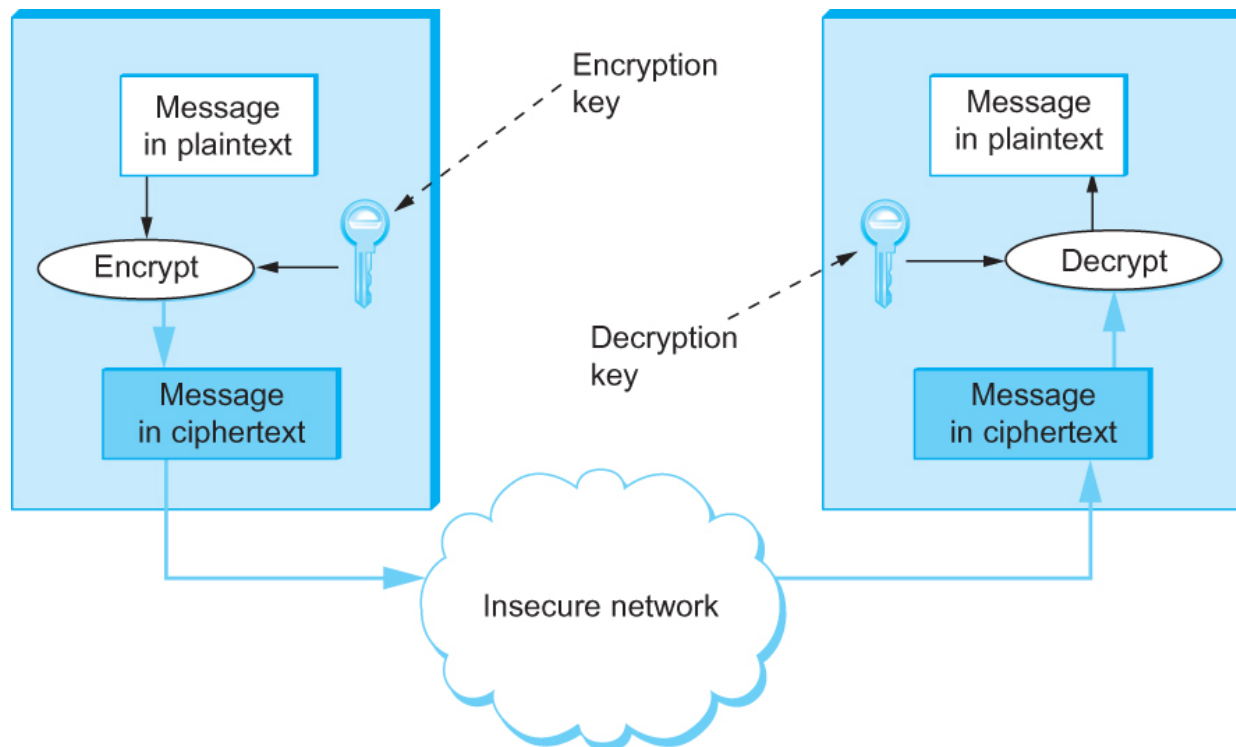 Message
in plaintext
Encrypt
Message
in ciphertext
Encryption
key
Decryption
key
Insecure network
Message
in plaintext
Decrypt
Message
in ciphertext